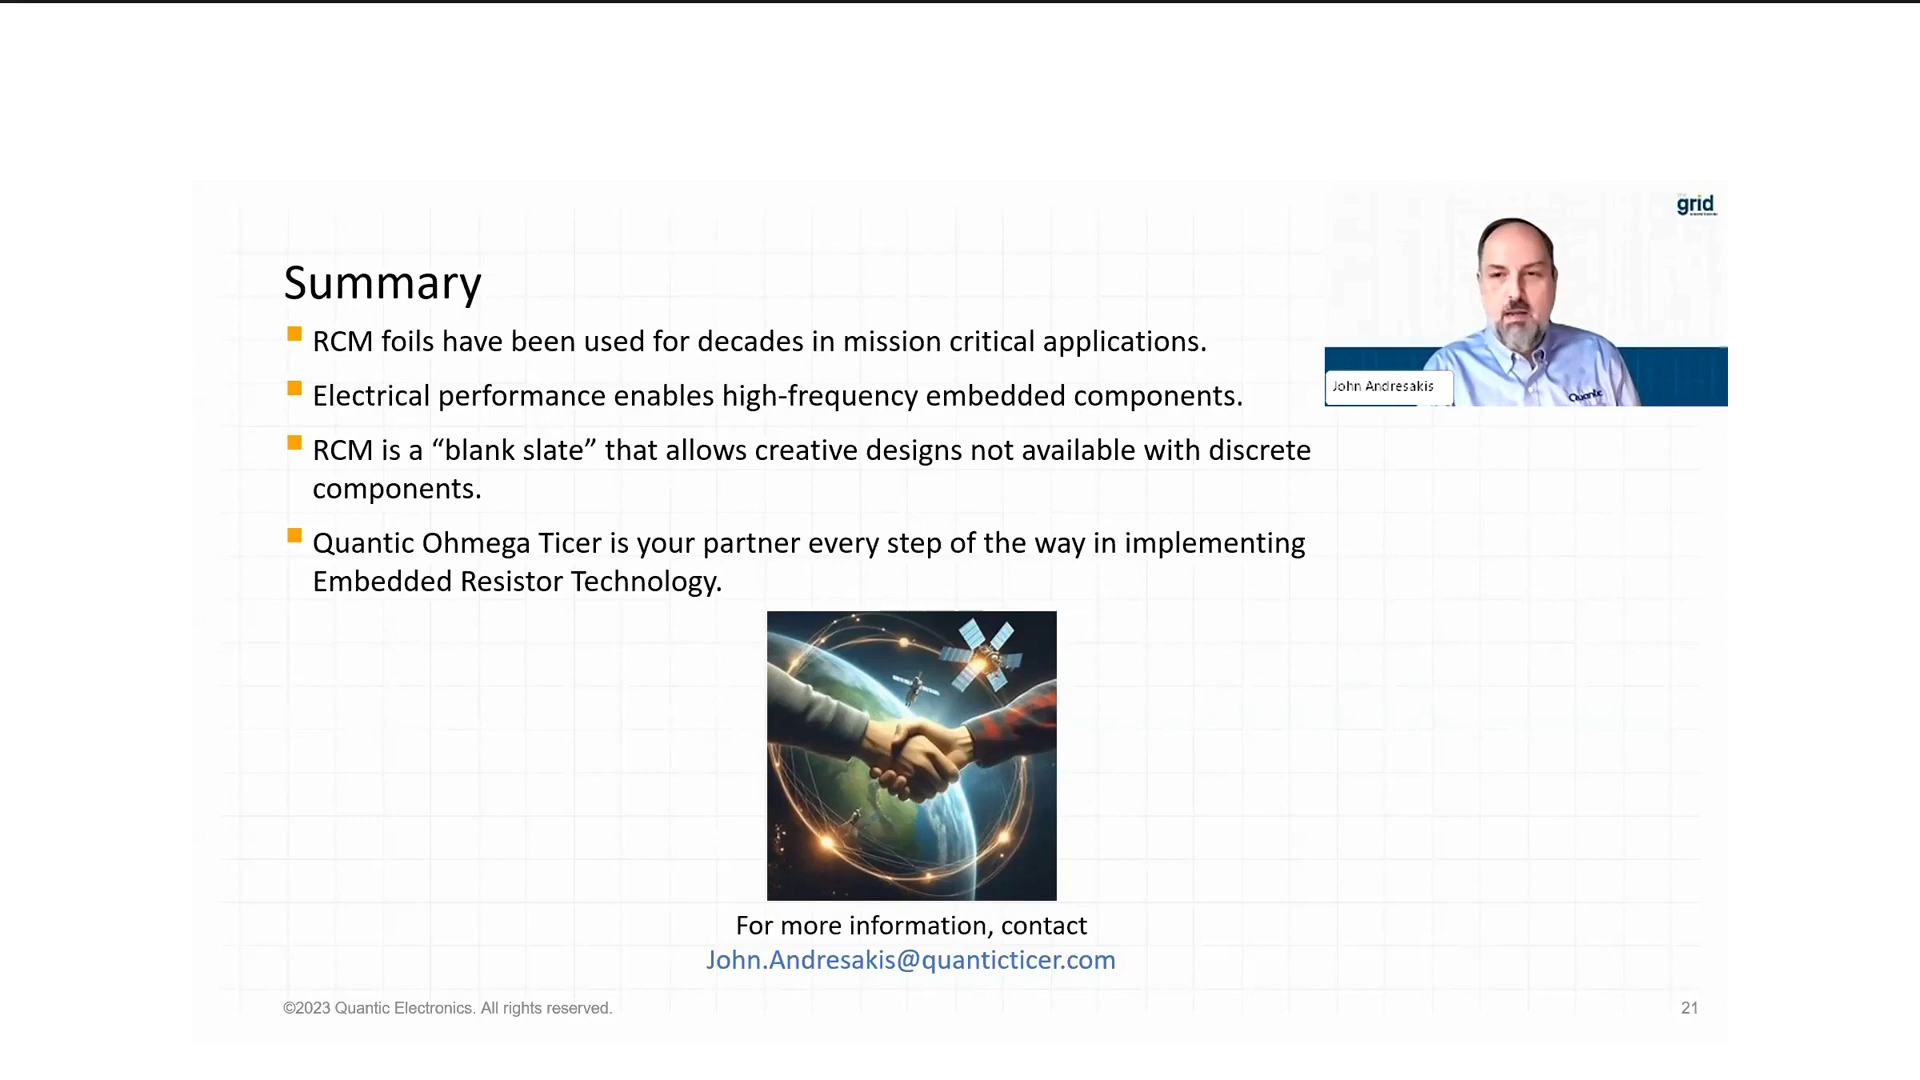 grid
Summary
RCM foils have been used for decades in mission critical applications.
Electrical performance enables high-frequency embedded components.
RCM is a “blank slate” that allows creative designs not available with discrete
components.
Quantic Ohmega Ticer is your partner every step of the way in implementing
Embedded Resistor Technology.
John Andresakis
Quantic
For more information, contact
John.Andresakis@quanticticer.com
©2023 Quantic Electronics. All rights reserved.
21